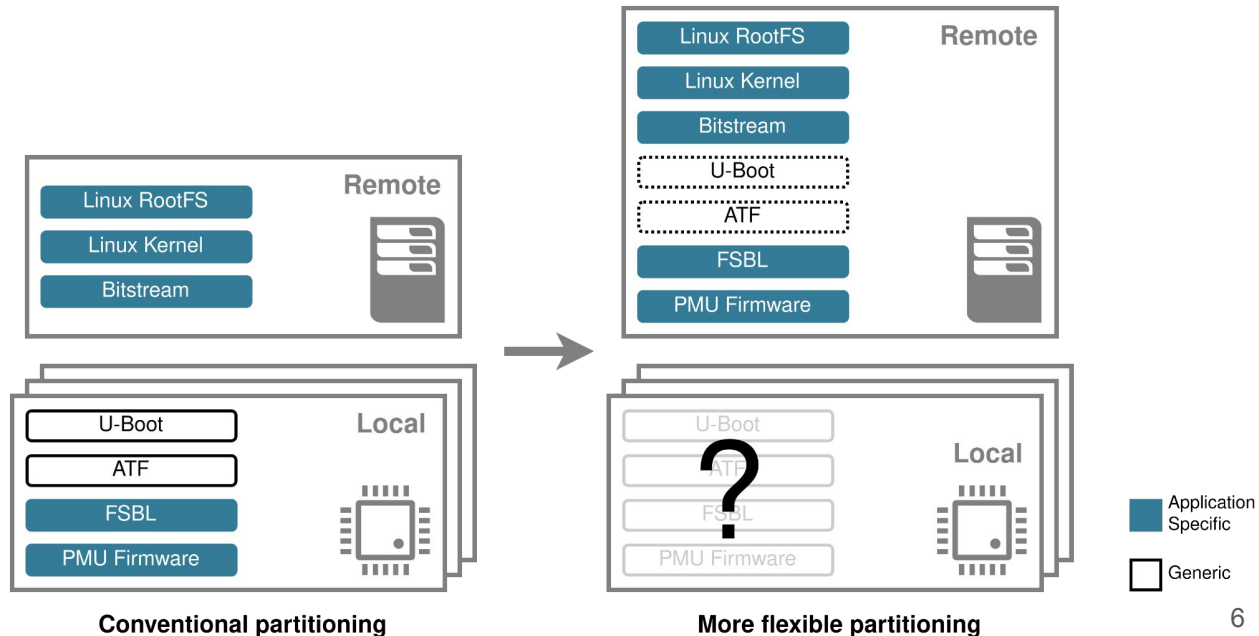 Remote
Linux RootFS
Linux Kernel
Bitstream
Local
U-Boot
ATF
FSBL
PMU Firmware
Conventional partitioning
Remote
Linux RootFS
Linux Kernel
Bitstream
U-Boot
ATF
FSBL
PMU Firmware
Local
U-Boot
ATF
FSBL
PMU Firmware
?
More flexible partitioning
Application
Specific
Generic
6